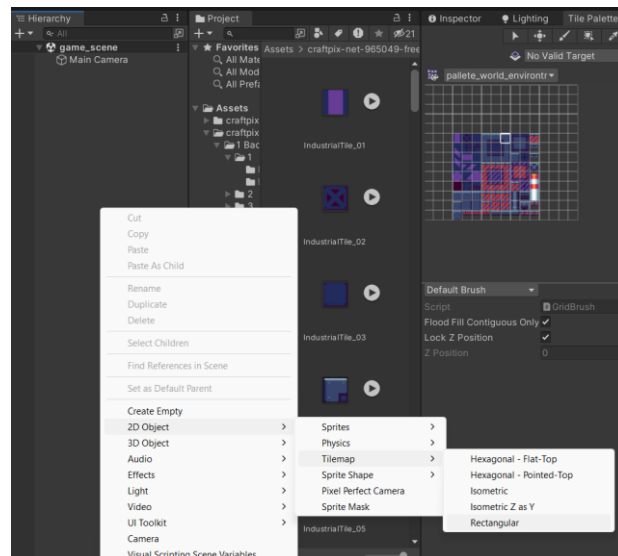 Hierarchy
All
game_scene
Main Camera
Project
21
Favorites
All Mate
All Mod
All Prefa
Assets
craftpix
craftpix
1 Bac
1
2
3
Assets > craftpix-net-965049-free
IndustrialTile_01
IndustrialTile_02
IndustrialTile_03
IndustrialTile_05
Inspector
Lighting
Tile Palette
No Valid Target
pallete_world_environtr
Default Brush
Script
GridBrush
Flood Fill Contiguous Only
Lock Z Position
Z Position
0
Cut
Copy
Paste
Paste As Child
Rename
Duplicate
Delete
Select Children
Find References in Scene
Set as Default Parent
Create Empty
2D Object
3D Object
Audio
Effects
Light
Video
UI Toolkit
Camera
Visual Scripting Scene Variables
Sprites
Physics
Tilemap
Sprite Shape
Pixel Perfect Camera
Sprite Mask
Hexagonal - Flat-Top
Hexagonal - Pointed-Top
Isometric
Isometric Z as Y
Rectangular